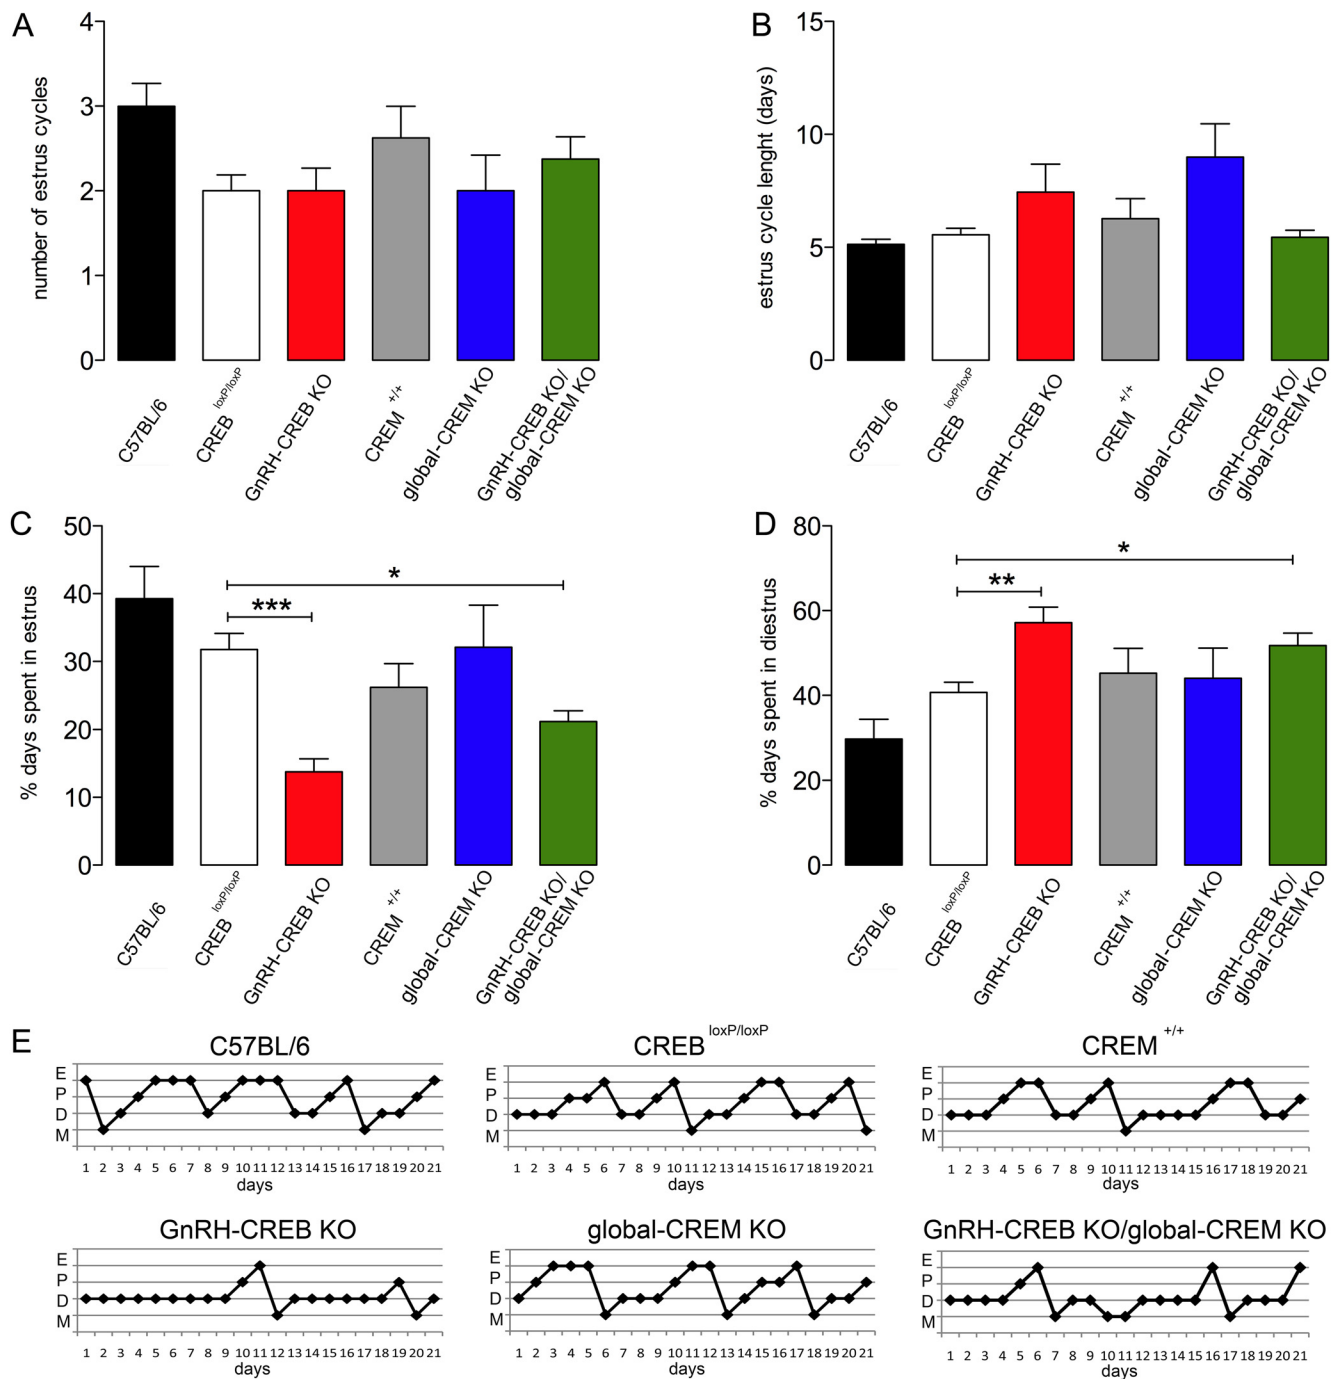 A
number of estrus cycles
4
3
2
1
0
C57BL/6
CREB loxP/loxP
GnRH-CREB KO
CREM +/+
global-CREM KO
GnRH-CREB KO/
global-CREM KO
B
estrus cycle lenght (days)
15
10
5
0
C57BL/6
CREB loxP/loxP
GnRH-CREB KO
CREM +/+
global-CREM KO
GnRH-CREB KO/
global-CREM KO
C
% days spent in estrus
50
40
30
20
10
0
***
*
C57BL/6
CREB loxP/loxP
GnRH-CREB KO
CREM +/+
global-CREM KO
GnRH-CREB KO/
global-CREM KO
D
% days spent in diestrus
80
60
40
20
0
**
*
C57BL/6
CREB loxP/loxP
GnRH-CREB KO
CREM +/+
global-CREM KO
GnRH-CREB KO/
global-CREM KO
E
C57BL/6
E
P
D
M
1 2 3 4 5 6 7 8 9 10 11 12 13 14 15 16 17 18 19 20 21
days
CREB loxP/loxP
E
P
D
M
1 2 3 4 5 6 7 8 9 10 11 12 13 14 15 16 17 18 19 20 21
days
CREM +/+
E
P
D
M
1 2 3 4 5 6 7 8 9 10 11 12 13 14 15 16 17 18 19 20 21
days
GnRH-CREB KO
E
P
D
M
1 2 3 4 5 6 7 8 9 10 11 12 13 14 15 16 17 18 19 20 21
days
global-CREM KO
E
P
D
M
1 2 3 4 5 6 7 8 9 10 11 12 13 14 15 16 17 18 19 20 21
days
GnRH-CREB KO/global-CREM KO
E
P
D
M
1 2 3 4 5 6 7 8 9 10 11 12 13 14 15 16 17 18 19 20 21
days